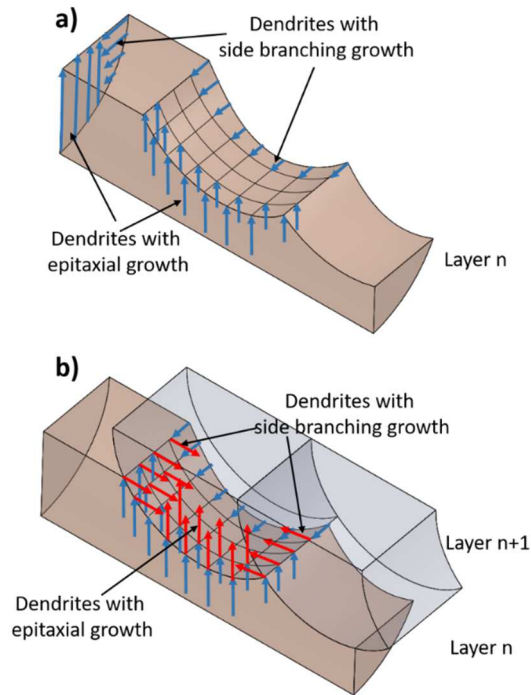 a)
Dendrites with
side branching growth
Dendrites with
epitaxial growth
Layer n
b)
Dendrites with
side branching growth
Layer n+1
Dendrites with
epitaxial growth
Layer n